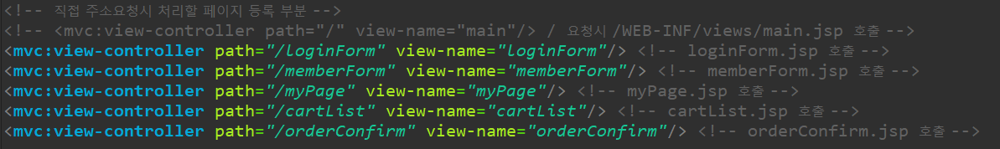 <!-- 직접 주소요청시 처리할 페이지 등록 부분 -->
<!-- <mvc:view-controller path="/" view-name="main"/> / 요청시 /WEB-INF/views/main.jsp 호출 -->
<mvc:view-controller path="/loginForm" view-name="loginForm"/> <!-- loginForm.jsp 호출 -->
<mvc:view-controller path="/memberForm" view-name="memberForm"/> <!-- memberForm.jsp 호출 -->
<mvc:view-controller path="/myPage" view-name="myPage"/> <!-- myPage.jsp 호출 -->
<mvc:view-controller path="/cartList" view-name="cartList"/> <!-- cartList.jsp 호출 -->
<mvc:view-controller path="/orderConfirm" view-name="orderConfirm"/> <!-- orderConfirm.jsp 호출 -->